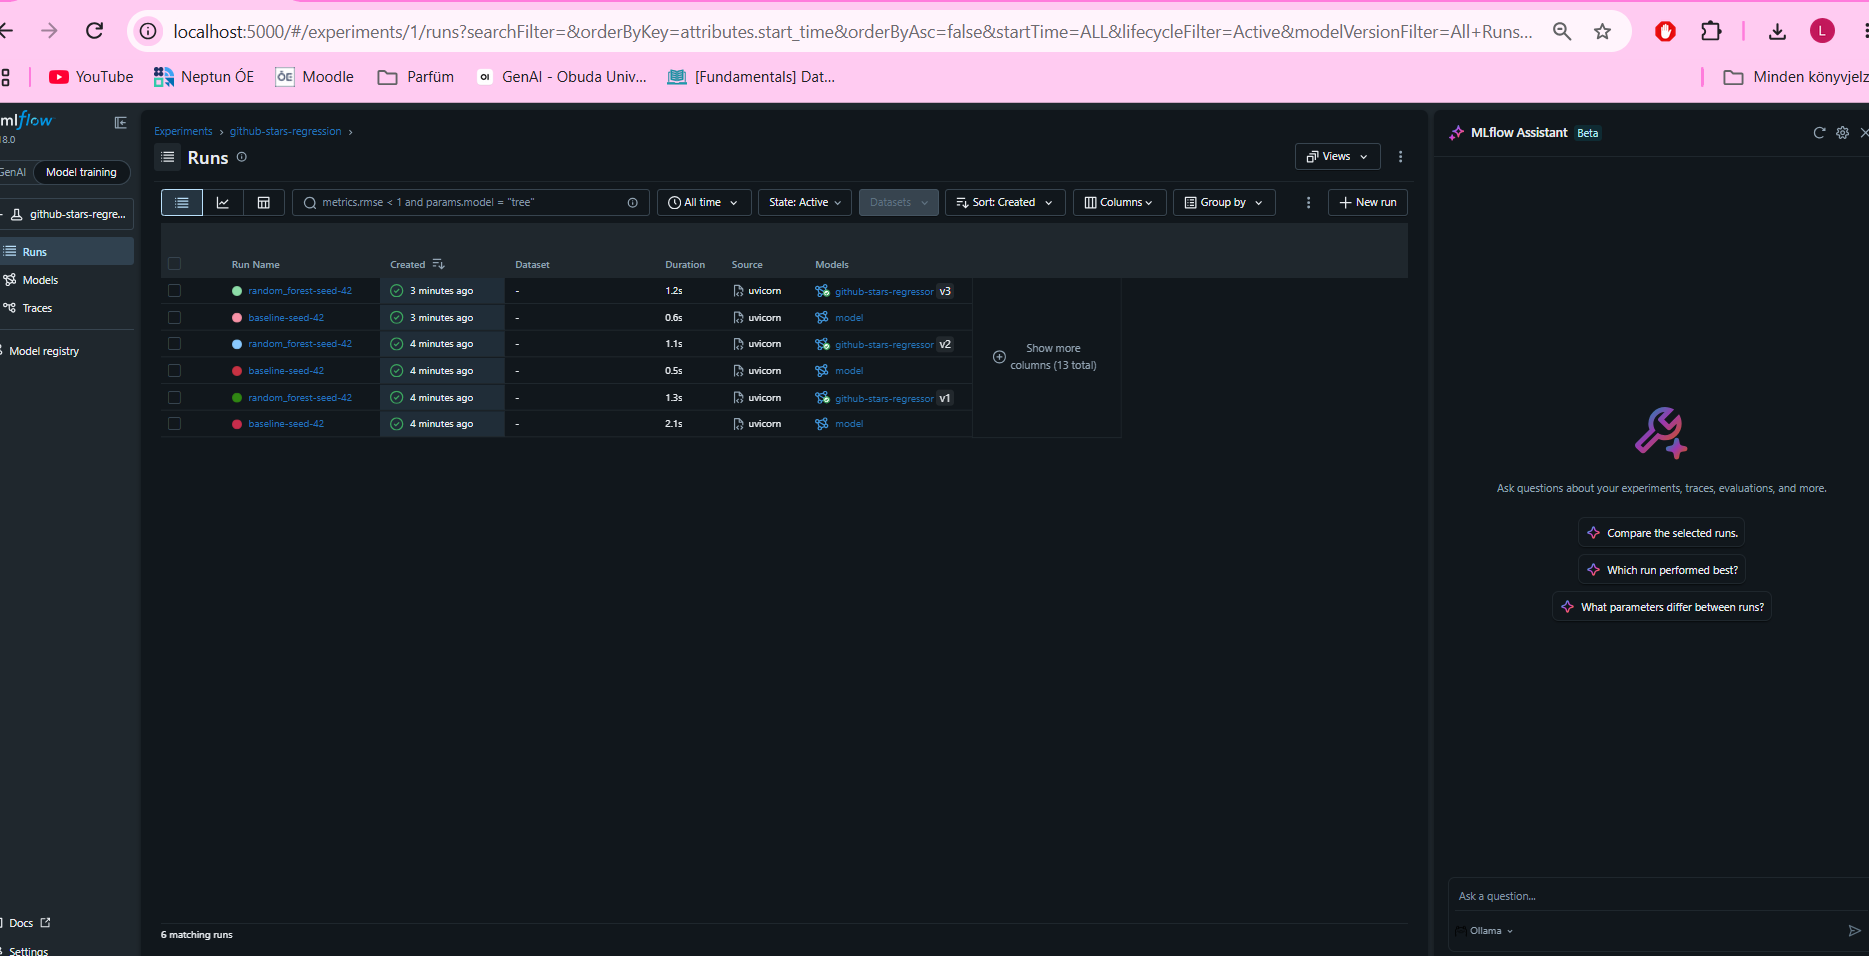 localhost:5000/#/experiments/1/runs?searchFilter=&orderByKey=attributes.start_time&orderByAsc=false&startTime=ALL&lifecycleFilter=Active&modelVersionFilter=All+Runs...
L
YouTube
Neptun ÓE
ÓE Moodle
Parfüm
OI GenAI - Obuda Univ...
[Fundamentals] Dat...
Minden könyvjelz
mlflow
18.0
GenAI
Model training
github-stars-regre...
Runs
Models
Traces
Model registry
Docs
Settings
Experiments › github-stars-regression ›
Runs
Views
metrics.rmse < 1 and params.model = "tree"
All time
State: Active
Datasets
Sort: Created
Columns
Group by
New run
Run Name Created Dataset Duration Source Models
random_forest-seed-42 3 minutes ago - 1.2s uvicorn github-stars-regressor v3
baseline-seed-42 3 minutes ago - 0.6s uvicorn model
random_forest-seed-42 4 minutes ago - 1.1s uvicorn github-stars-regressor v2
baseline-seed-42 4 minutes ago - 0.5s uvicorn model
random_forest-seed-42 4 minutes ago - 1.3s uvicorn github-stars-regressor v1
baseline-seed-42 4 minutes ago - 2.1s uvicorn model
Show more
columns (13 total)
6 matching runs
MLflow Assistant Beta
Ask questions about your experiments, traces, evaluations, and more.
Compare the selected runs.
Which run performed best?
What parameters differ between runs?
Ask a question...
Ollama